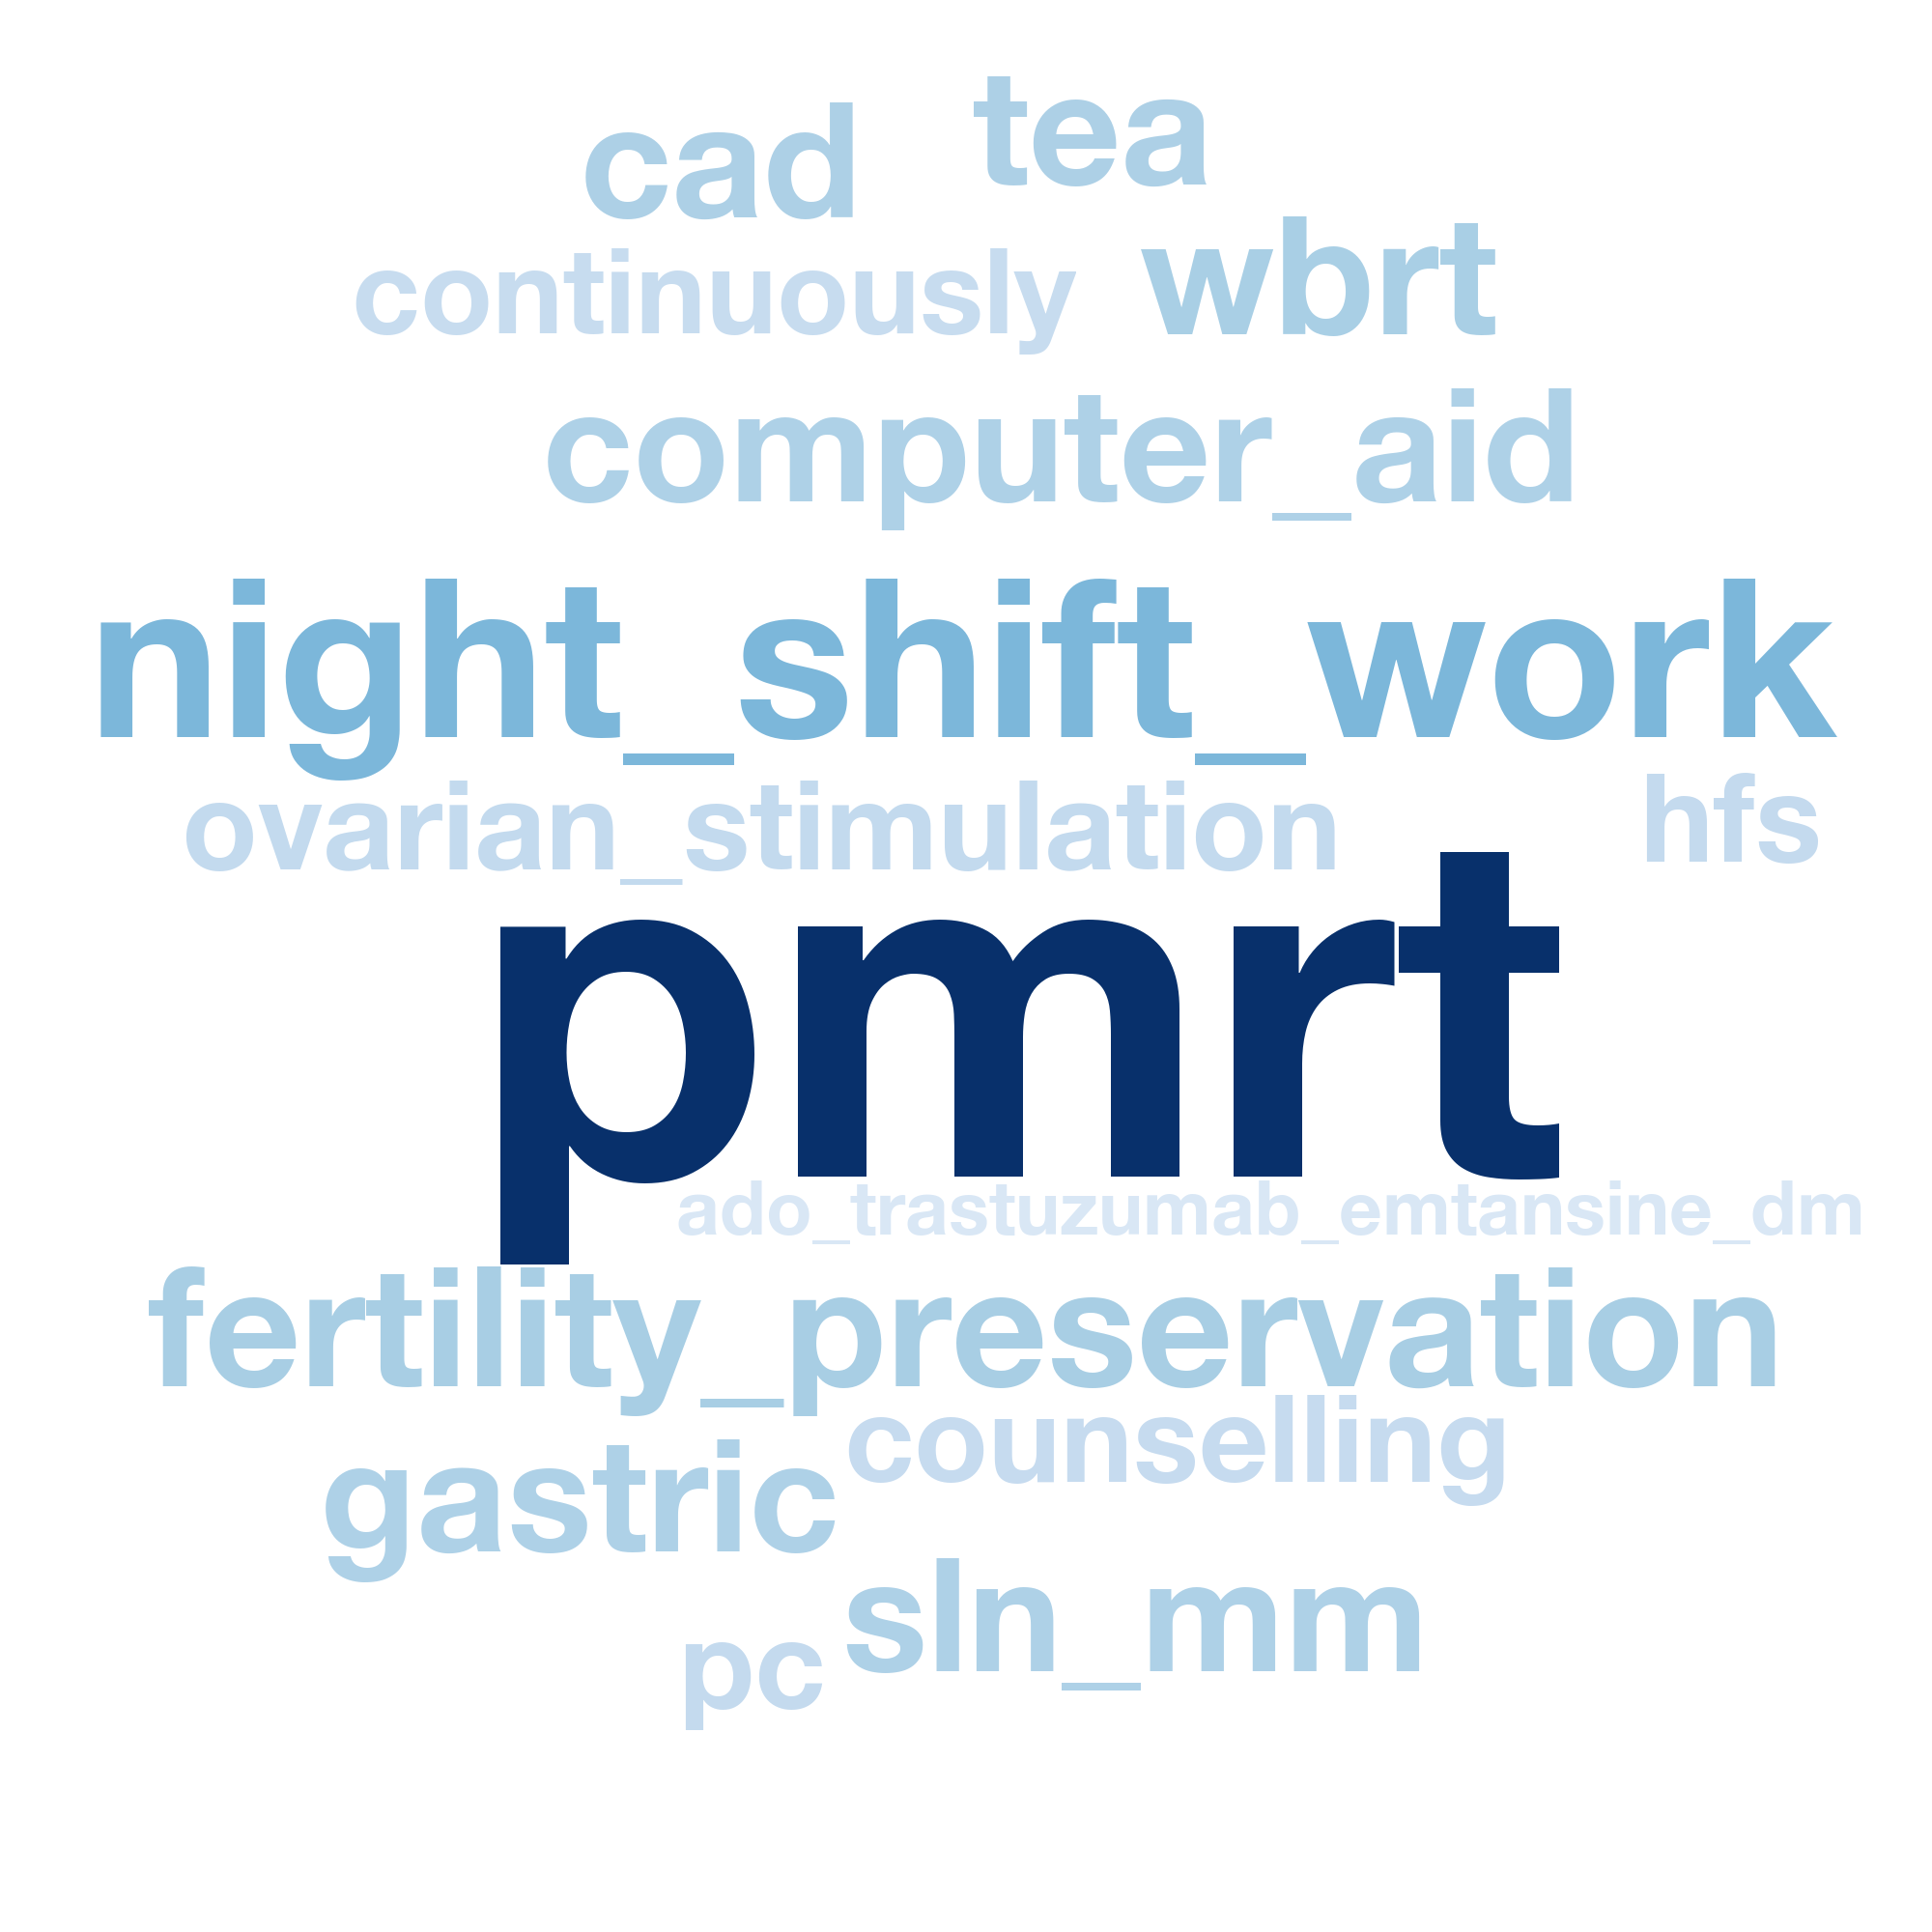 cad tea
continuously wbrt
computer_aid
night_shift_work
ovarian_stimulation hfs
pmrt
ado_trastuzumab_emtansine_dm
fertility_preservation
counselling
gastric
sln_mm
pc